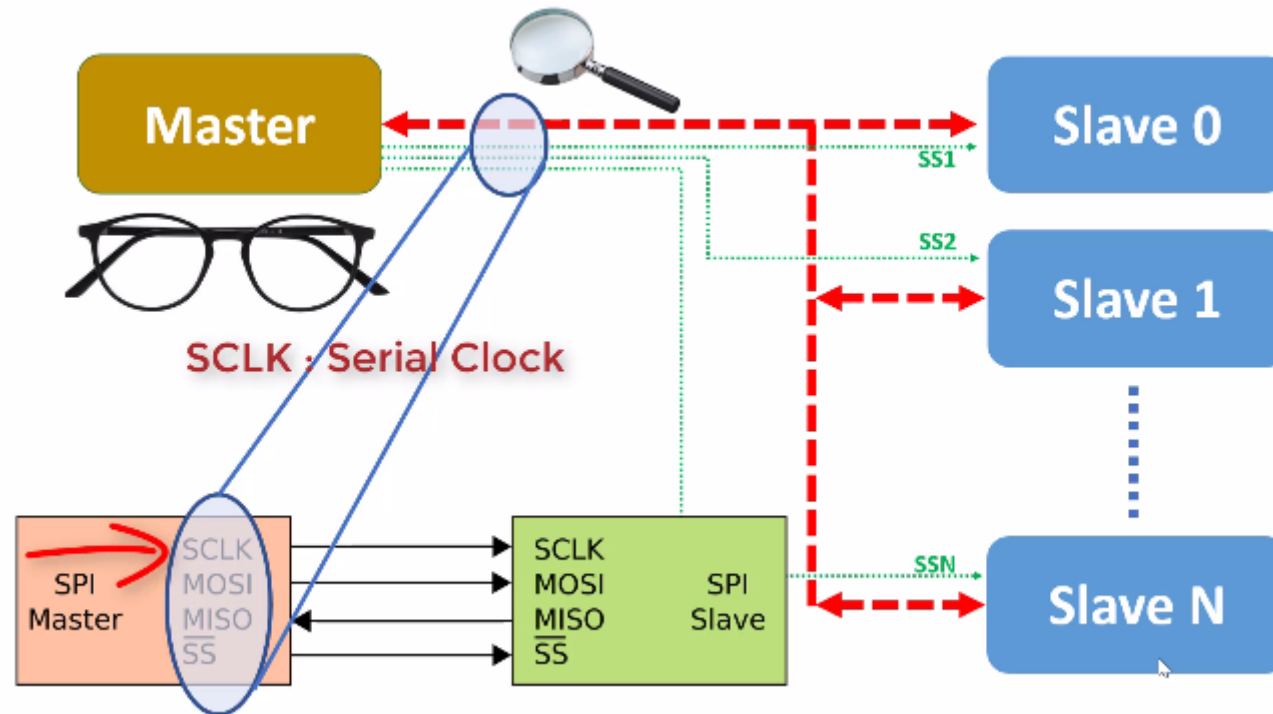 Master
Slave 0
SS1
SS2
Slave 1
SCLK : Serial Clock
SPI
Master
SCLK
MOSI
MISO
SS
SCLK
MOSI
MISO
SS
SPI
Slave
SSN
Slave N